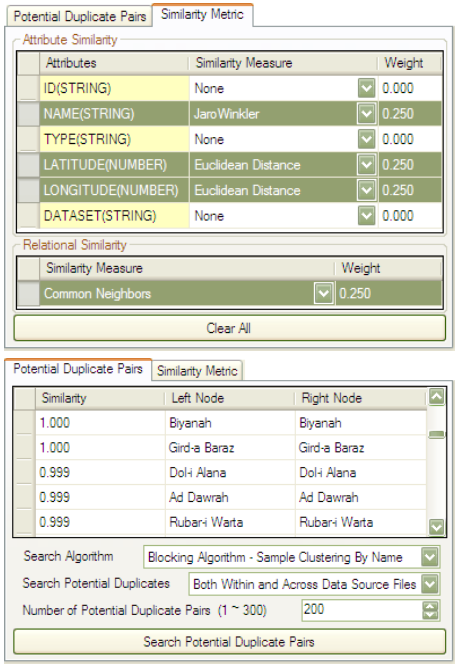 Potential Duplicate Pairs Similarity Metric
Attribute Similarity
Attributes Similarity Measure Weight
ID(STRING) None 0.000
NAME(STRING) JaroWinkler 0.250
TYPE(STRING) None 0.000
LATITUDE(NUMBER) Euclidean Distance 0.250
LONGITUDE(NUMBER) Euclidean Distance 0.250
DATASET(STRING) None 0.000
Relational Similarity
Similarity Measure Weight
Common Neighbors 0.250
Clear All
Potential Duplicate Pairs Similarity Metric
Similarity Left Node Right Node
1.000 Biyanah Biyanah
1.000 Gird-a Baraz Gird-a Baraz
0.999 Dol-i Alana Dol-i Alana
0.999 Ad Dawrah Ad Dawrah
0.999 Rubar-i Warta Rubar-i Warta
Search Algorithm Blocking Algorithm - Sample Clustering By Name
Search Potential Duplicates Both Within and Across Data Source Files
Number of Potential Duplicate Pairs (1 ~ 300) 200
Search Potential Duplicate Pairs